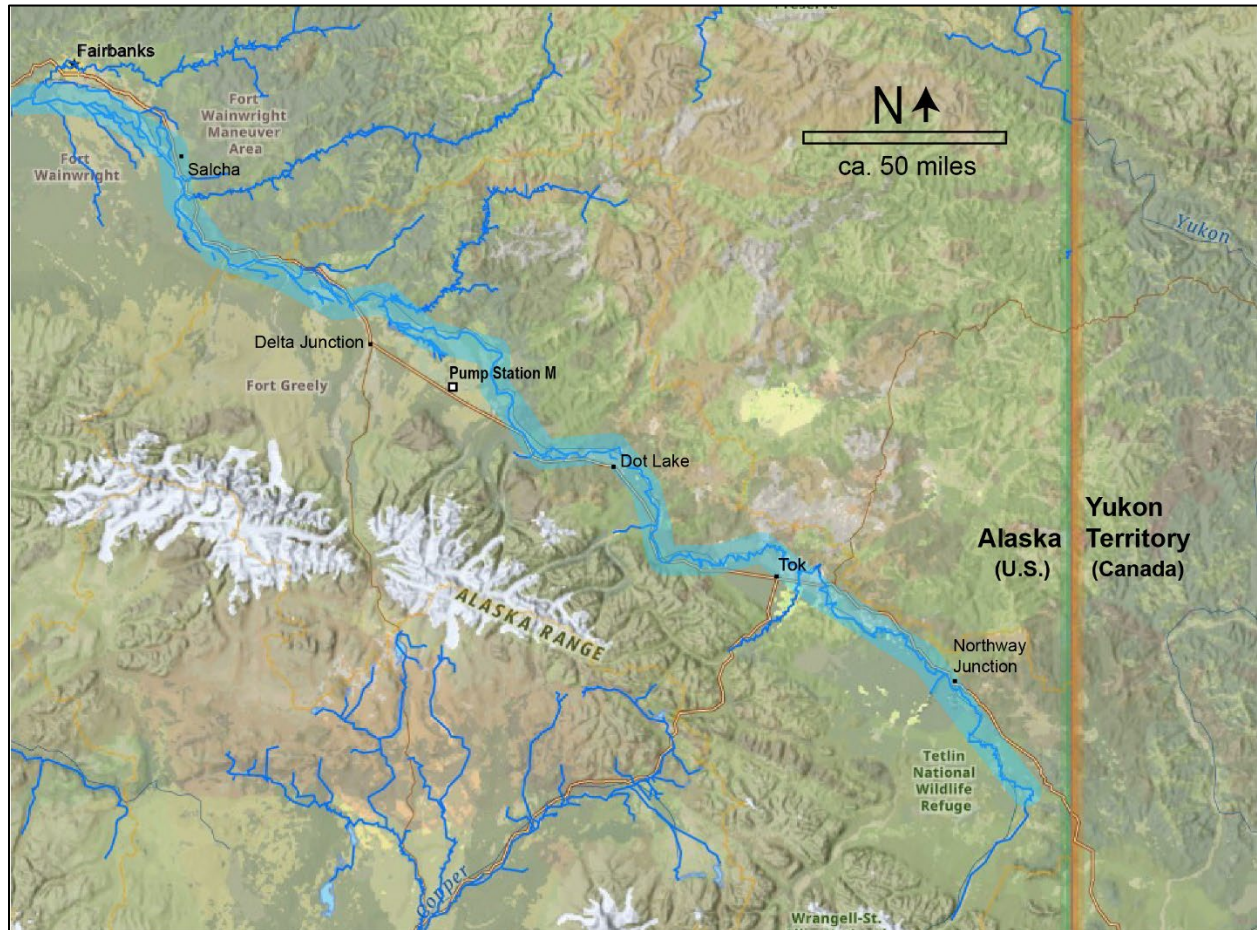 Preserve
Fairbanks
Fort
Wainwright
Maneuver
Area
N
ca. 50 miles
Fort
Wainwright
Salcha
Yukon
Delta Junction
Pump Station M
Fort Greely
Dot Lake
Alaska
(U.S.)
Yukon
Territory
(Canada)
Tok
ALASKA RANGE
Northway
Junction
Tetlin
National
Wildlife
Refuge
Copper
Wrangell-St.